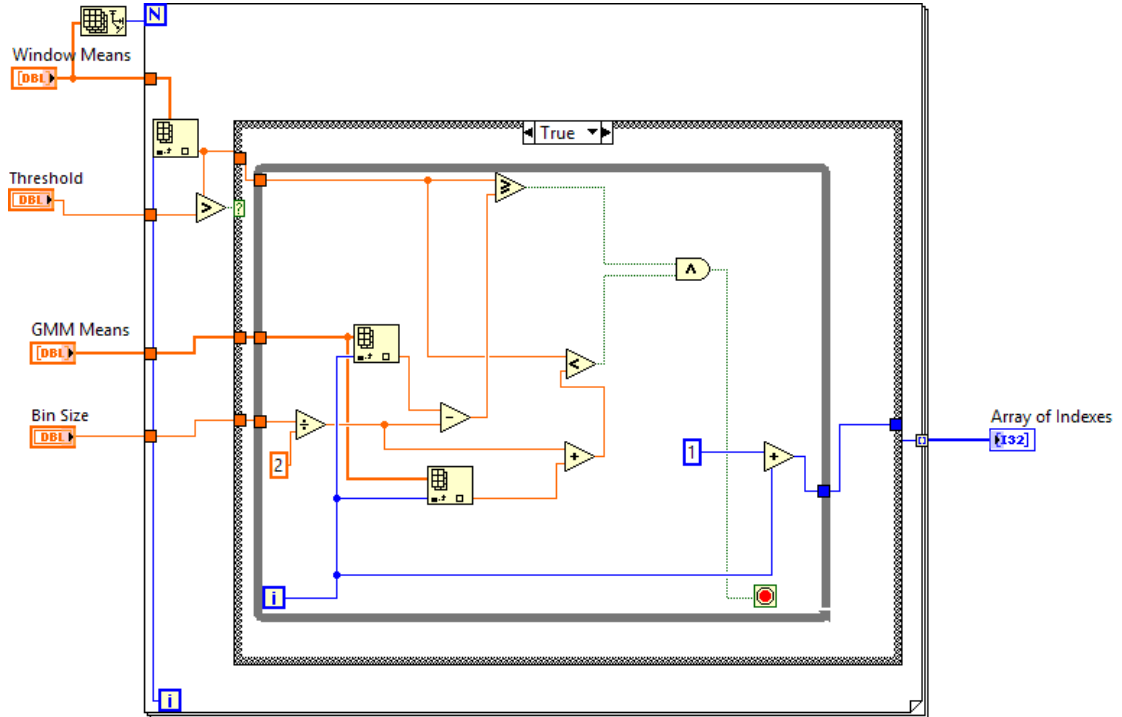 N
Window Means
[DBL]
True
Threshold
DBL
>
?
≥
∧
GMM Means
[DBL]
<
Bin Size
DBL
÷
−
2
+
1
+
Array of Indexes
[I32]
i
i